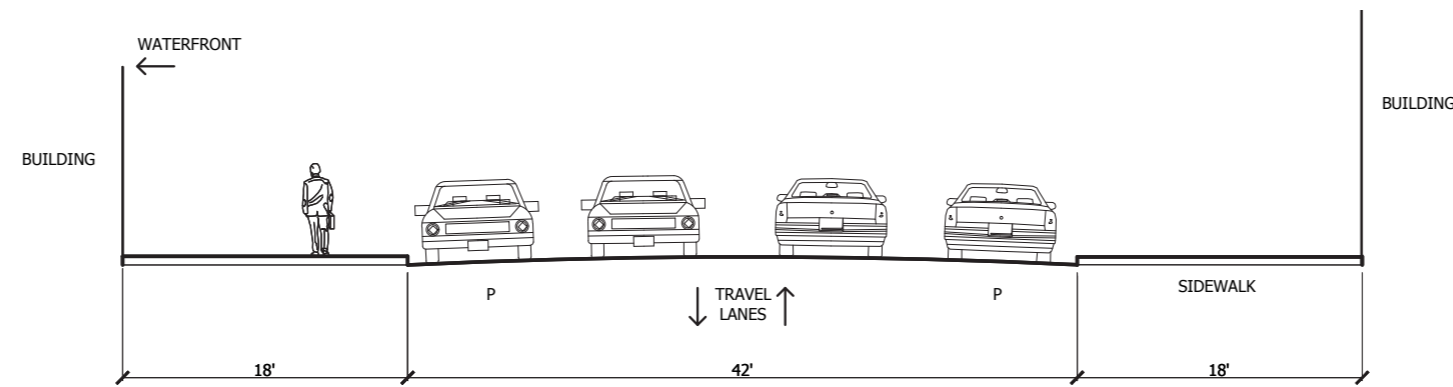 WATERFRONT
BUILDING
BUILDING
P
TRAVEL
LANES
P
SIDEWALK
18'
42'
18'